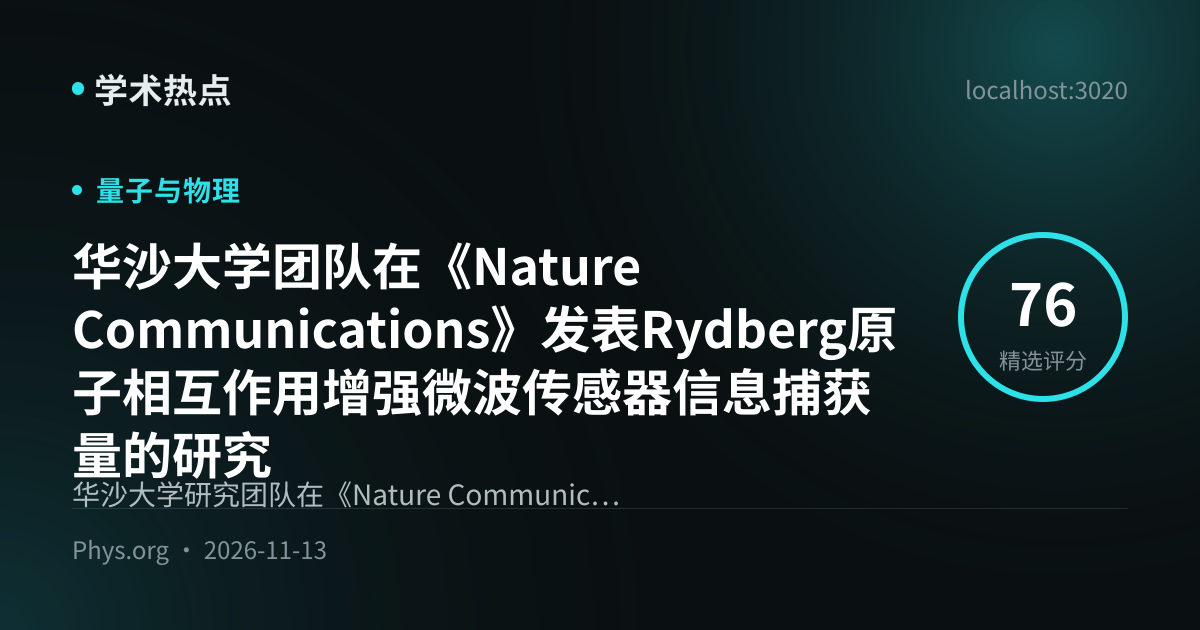 学术热点
localhost:3020
量子与物理
华沙大学团队在《Nature
Communications》发表Rydberg原
子相互作用增强微波传感器信息捕获
量的研究
76
精选评分
华沙大学研究团队在《Nature Communic…
Phys.org · 2026-11-13